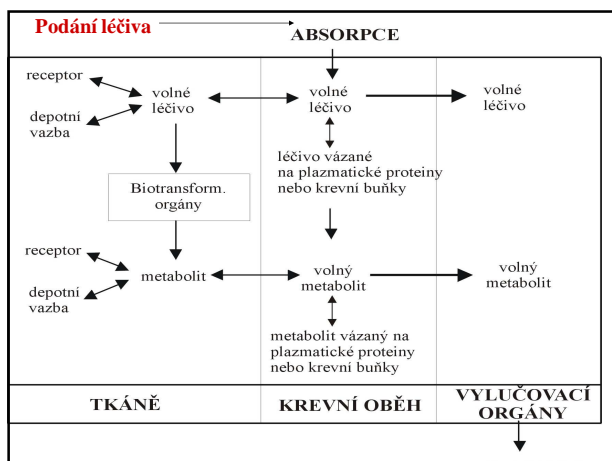 Podání léčiva
ABSORPCE
receptor
depotní
vazba
volné
léčivo
Biotransform.
orgány
receptor
depotní
vazba
metabolit
volné
léčivo
léčivo vázané
na plazmatické proteiny
nebo krevní buňky
volný
metabolit
metabolit vázaný na
plazmatické proteiny
nebo krevní buňky
volné
léčivo
volný
metabolit
TKÁNĚ
KREVNÍ OBĚH
VYLUČOVACÍ
ORGÁNY